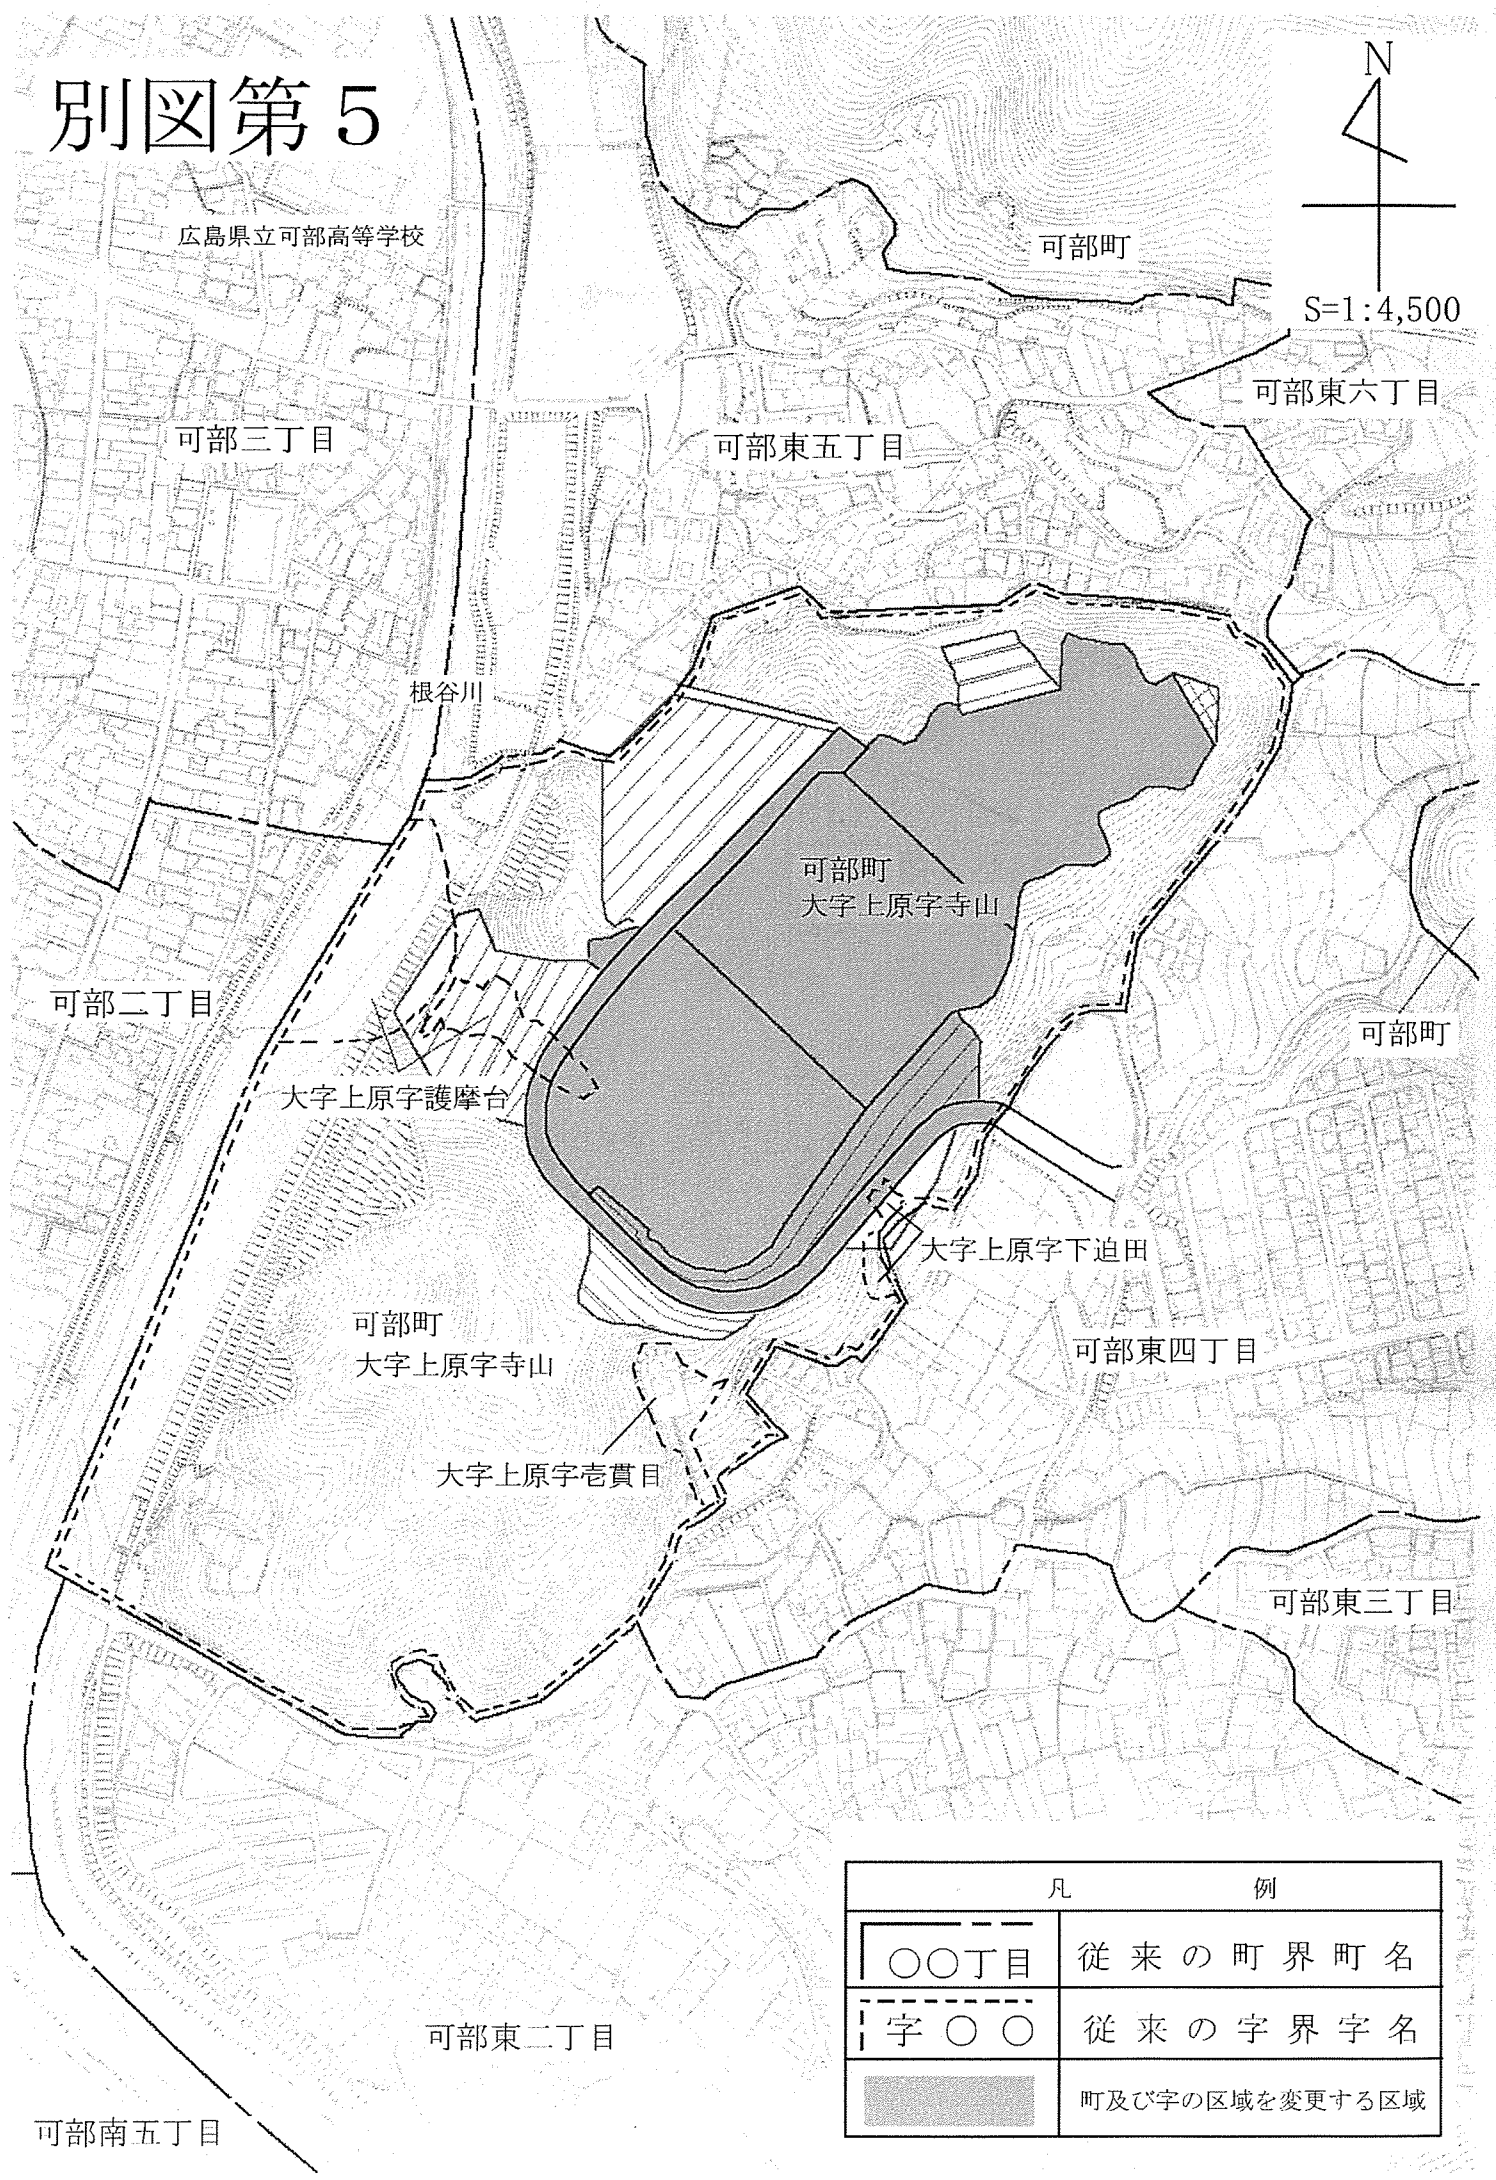 別図第5
N
S=1:4,500
広島県立可部高等学校
可部町
可部東六丁目
可部三丁目
可部東五丁目
根谷川
可部町
大字上原字寺山
可部二丁目
可部町
大字上原字護摩台
大字上原字下迫田
可部町
大字上原字寺山
可部東四丁目
大字上原字壱貫目
可部東三丁目
凡例
〇〇丁目 従来の町界町名
字〇〇 従来の字界字名
町及び字の区域を変更する区域
可部東二丁目
可部南五丁目